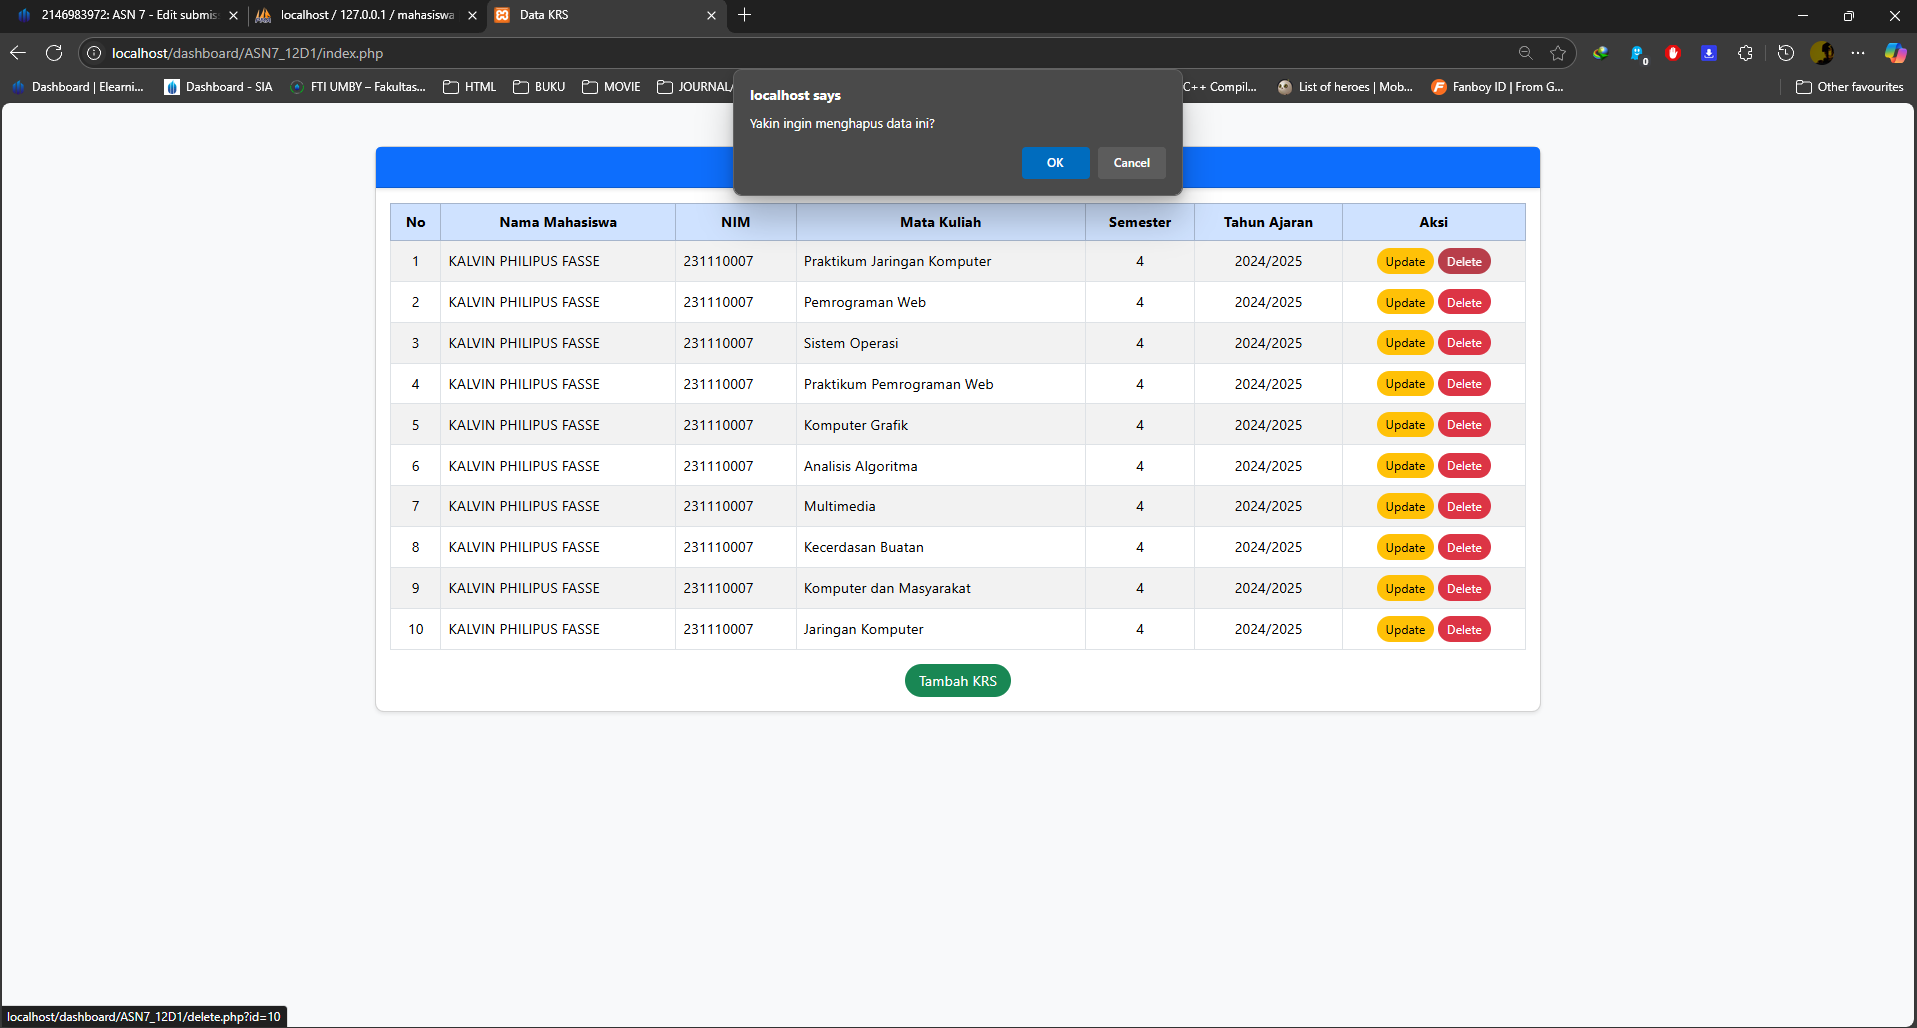 2146983972: ASN 7 - Edit submis
localhost / 127.0.0.1 / mahasiswa
Data KRS
localhost/dashboard/ASN7_12D1/index.php
0
Dashboard | Elearni...
Dashboard - SIA
FTI UMBY – Fakultas...
HTML
BUKU
MOVIE
JOURNAL/
C++ Compil...
List of heroes | Mob...
Fanboy ID | From G...
Other favourites
localhost says
Yakin ingin menghapus data ini?
OK Cancel
No Nama Mahasiswa NIM Mata Kuliah Semester Tahun Ajaran Aksi
1 KALVIN PHILIPUS FASSE 231110007 Praktikum Jaringan Komputer 4 2024/2025 Update Delete
2 KALVIN PHILIPUS FASSE 231110007 Pemrograman Web 4 2024/2025 Update Delete
3 KALVIN PHILIPUS FASSE 231110007 Sistem Operasi 4 2024/2025 Update Delete
4 KALVIN PHILIPUS FASSE 231110007 Praktikum Pemrograman Web 4 2024/2025 Update Delete
5 KALVIN PHILIPUS FASSE 231110007 Komputer Grafik 4 2024/2025 Update Delete
6 KALVIN PHILIPUS FASSE 231110007 Analisis Algoritma 4 2024/2025 Update Delete
7 KALVIN PHILIPUS FASSE 231110007 Multimedia 4 2024/2025 Update Delete
8 KALVIN PHILIPUS FASSE 231110007 Kecerdasan Buatan 4 2024/2025 Update Delete
9 KALVIN PHILIPUS FASSE 231110007 Komputer dan Masyarakat 4 2024/2025 Update Delete
10 KALVIN PHILIPUS FASSE 231110007 Jaringan Komputer 4 2024/2025 Update Delete
Tambah KRS
localhost/dashboard/ASN7_12D1/delete.php?id=10